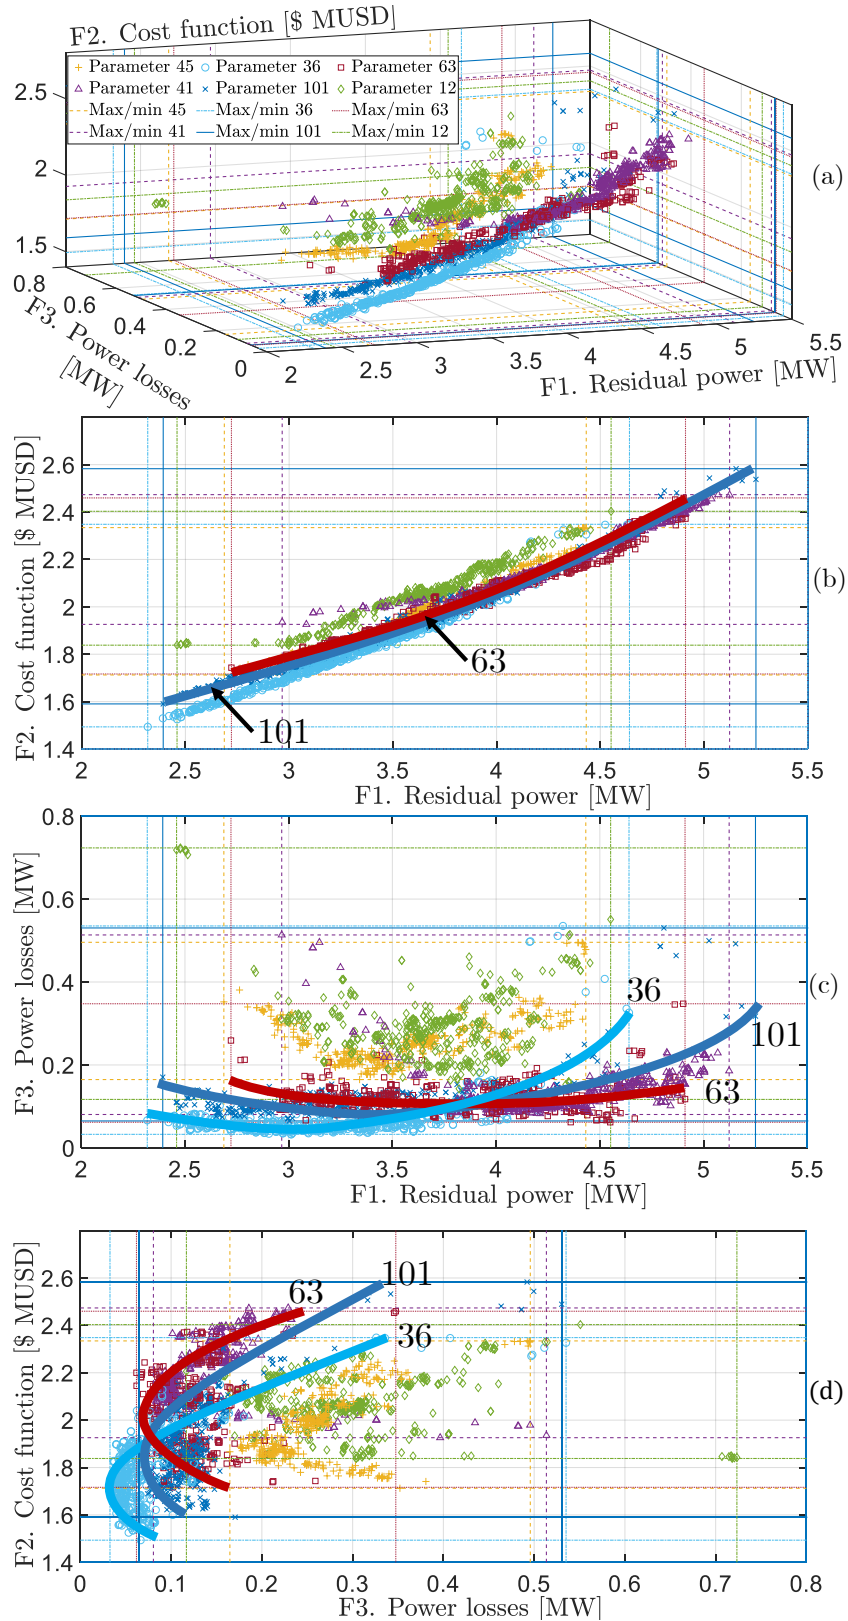 F2. Cost function [$ MUSD]
Parameter 45 Parameter 36 Parameter 63
Parameter 41 Parameter 101 Parameter 12
Max/min 45 Max/min 36 Max/min 63
Max/min 41 Max/min 101 Max/min 12
2.5
2
1.5
(a)
0.8
0.6
0.4
0.2
0
F3. Power losses
[MW]
2
2.5
3
3.5
4
4.5
5
5.5
F1. Residual power [MW]
F2. Cost function [$ MUSD]
2.6
2.4
2.2
2
1.8
1.6
1.4
63
101
(b)
2 2.5 3 3.5 4 4.5 5 5.5
F1. Residual power [MW]
F3. Power losses [MW]
0.8
0.6
0.4
0.2
0
36
101
63
(c)
2 2.5 3 3.5 4 4.5 5 5.5
F1. Residual power [MW]
F2. Cost function [$ MUSD]
2.6
2.4
2.2
2
1.8
1.6
1.4
63
101
36
(d)
0 0.1 0.2 0.3 0.4 0.5 0.6 0.7 0.8
F3. Power losses [MW]